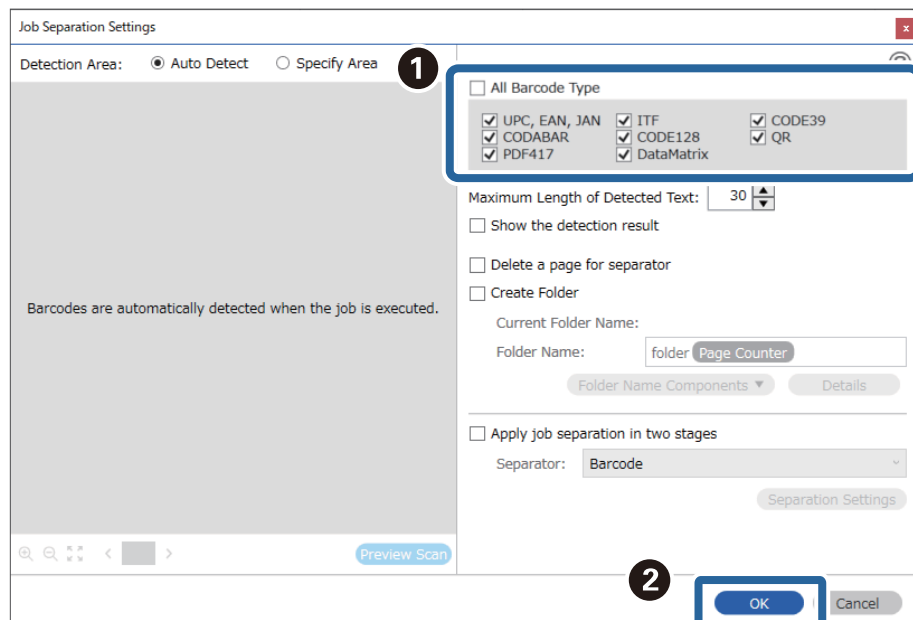 Job Separation Settings
x
Detection Area: Auto Detect Specify Area
1
All Barcode Type
UPC, EAN, JAN ITF CODE39
CODABAR CODE128 QR
PDF417 DataMatrix
Maximum Length of Detected Text: 30
Show the detection result
Delete a page for separator
Create Folder
Barcodes are automatically detected when the job is executed.
Current Folder Name:
Folder Name: folder Page Counter
Folder Name Components Details
Apply job separation in two stages
Separator: Barcode
Separation Settings
Preview Scan
2
OK Cancel